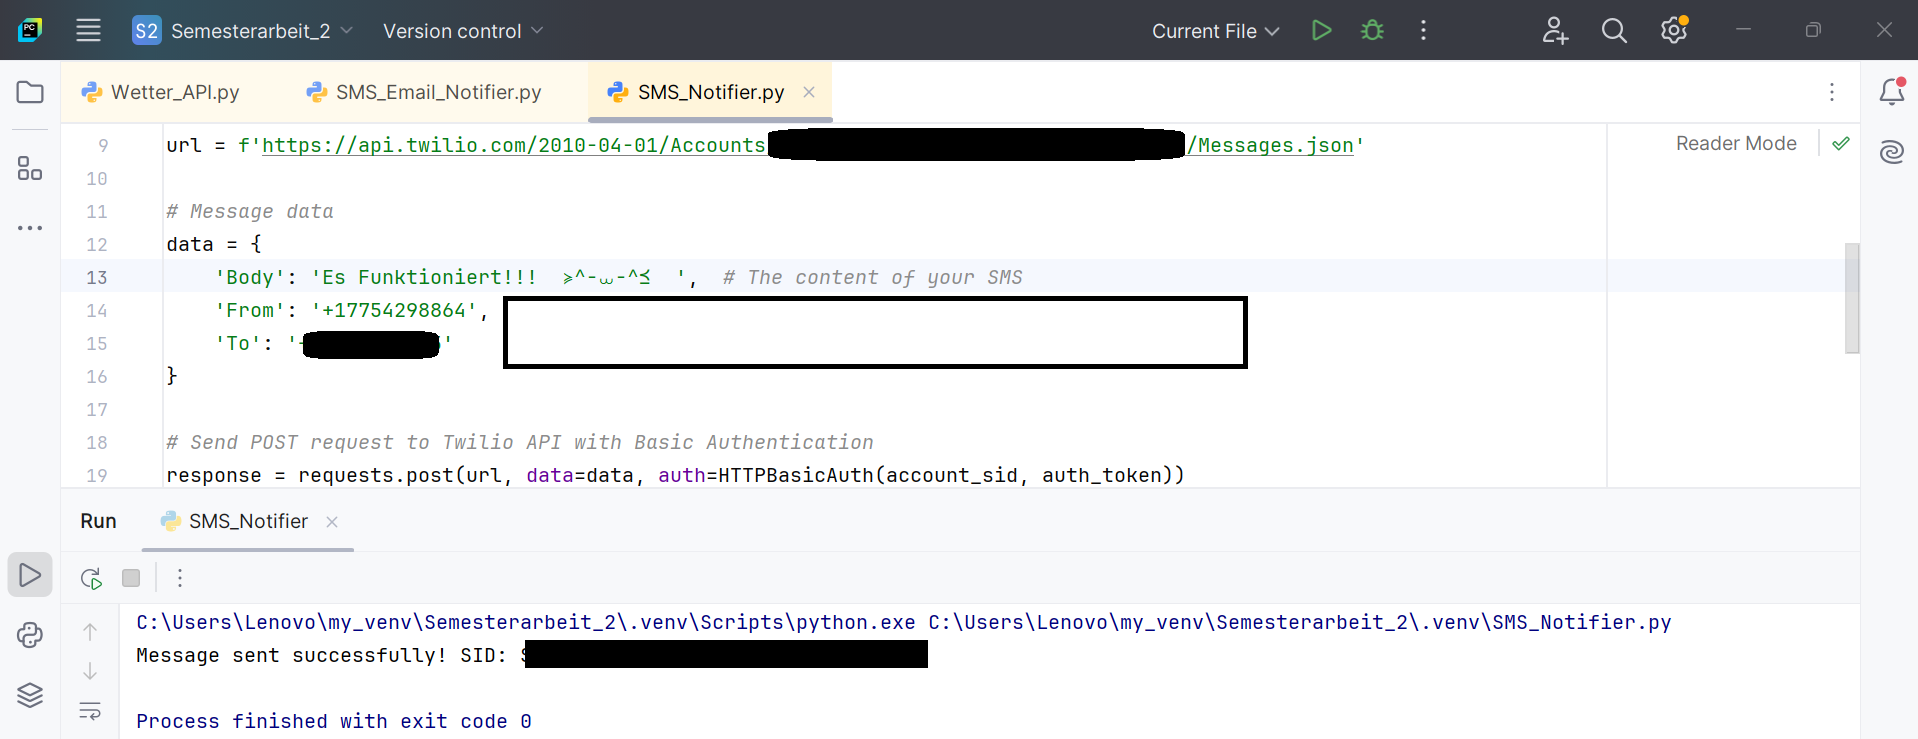 PC S2 Semesterarbeit_2 Version control Current File
Wetter_API.py SMS_Email_Notifier.py SMS_Notifier.py
9 url = f'https://api.twilio.com/2010-04-01/Accounts /Messages.json' Reader Mode
10
11 # Message data
12 data = {
13 'Body': 'Es Funktioniert!!! ⪖^-⩊-^⪕ ', # The content of your SMS
14 'From': '+17754298864',
15 'To': ' '
16 }
17
18 # Send POST request to Twilio API with Basic Authentication
19 response = requests.post(url, data=data, auth=HTTPBasicAuth(account_sid, auth_token))
Run SMS_Notifier
C:\Users\Lenovo\my_venv\Semesterarbeit_2\.venv\Scripts\python.exe C:\Users\Lenovo\my_venv\Semesterarbeit_2\.venv\SMS_Notifier.py
Message sent successfully! SID:
Process finished with exit code 0